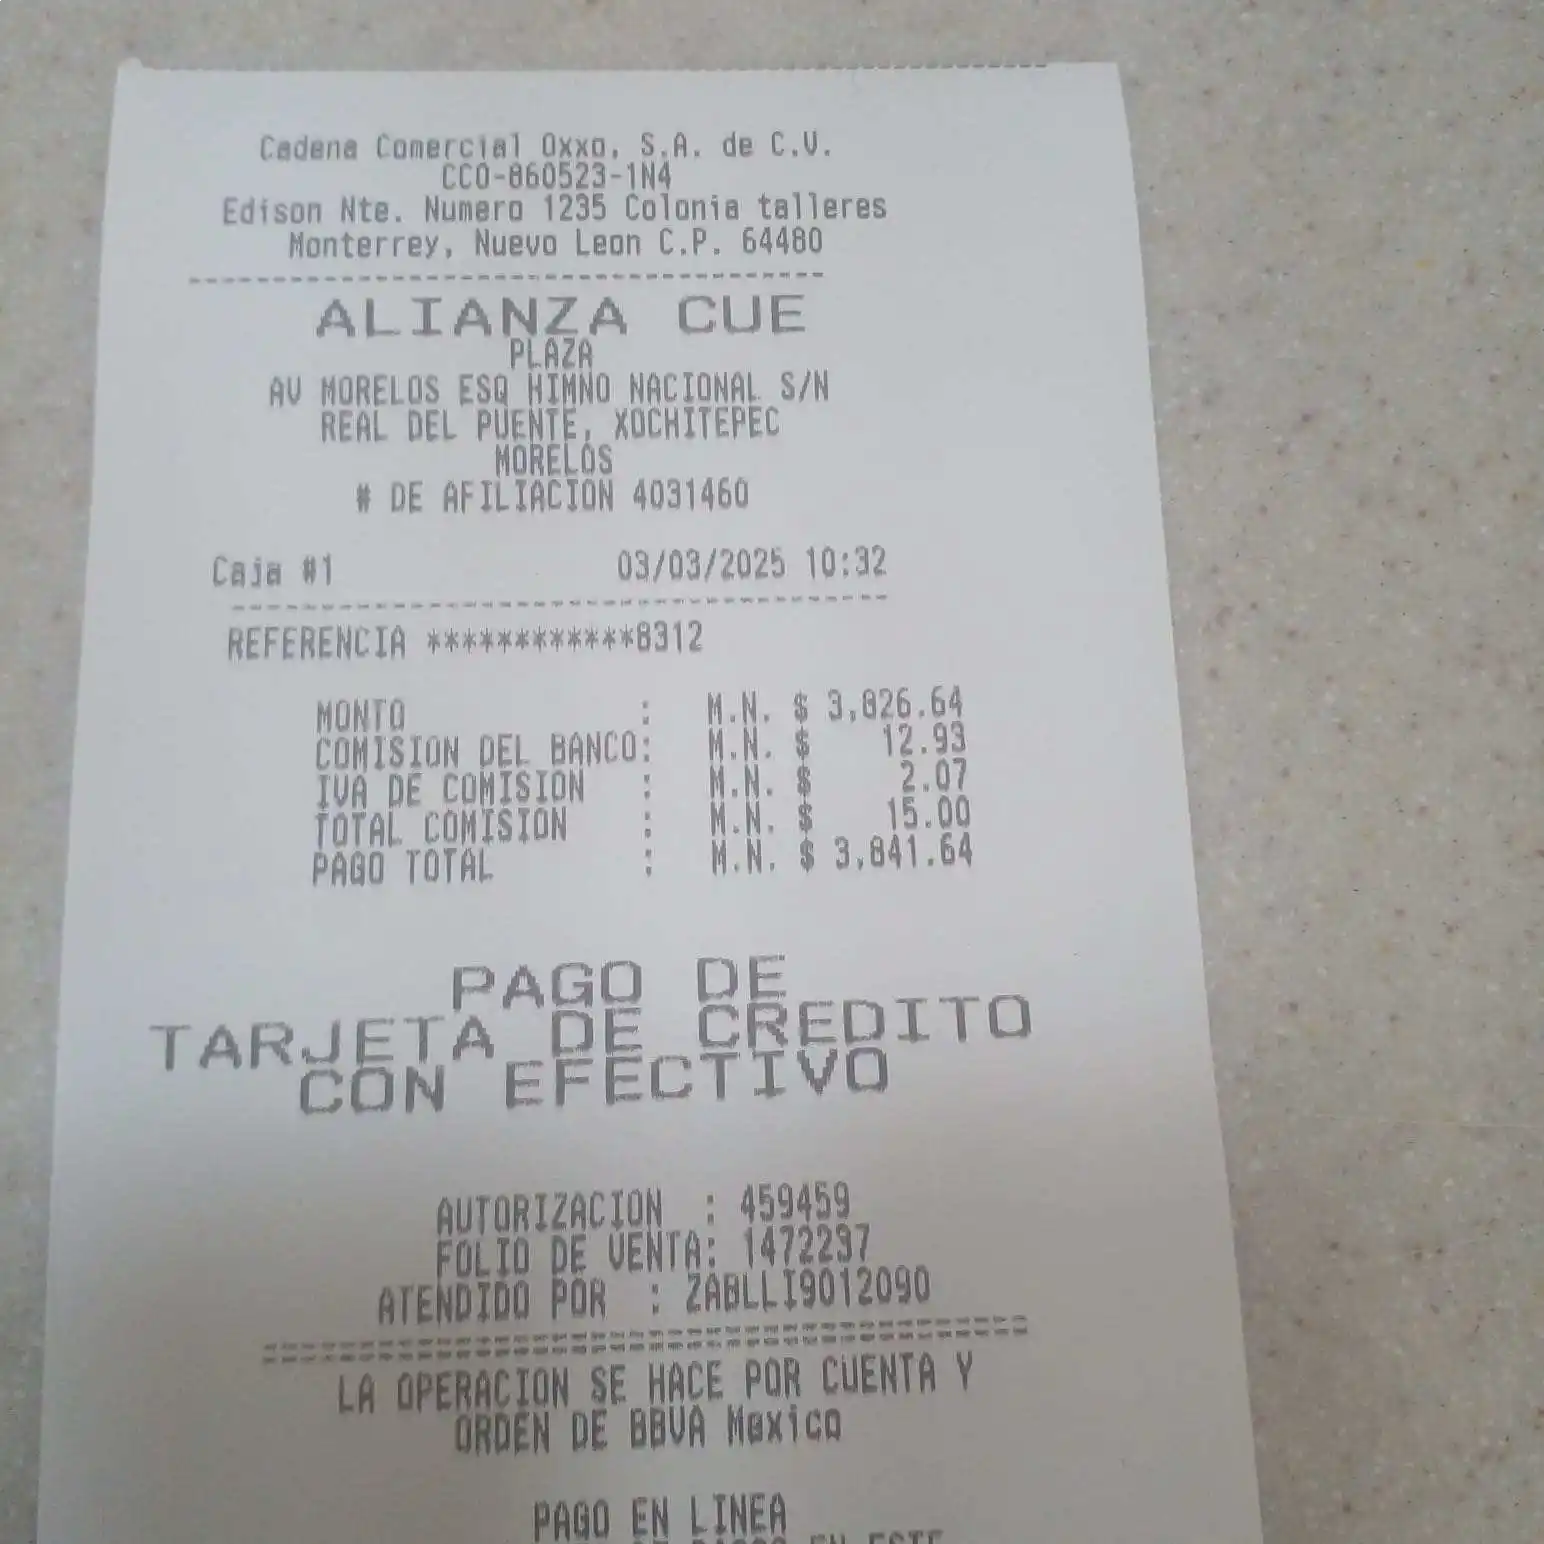 Cadena Comercial Oxxo, S.A. de C.V.
CCO-860523-1N4
Edison Nte. Numero 1235 Colonia talleres
Monterrey, Nuevo Leon C.P. 64480
ALIANZA CUE
PLAZA
AV MORELOS ESQ HIMNO NACIONAL S/N
REAL DEL PUENTE, XOCHITEPEC
MORELOS
# DE AFILIACION 4031460
Caja #1 03/03/2025 10:32
REFERENCIA ************8312
MONTO : M.N. $ 3,826.64
COMISION DEL BANCO: M.N. $ 12.93
IVA DE COMISION : M.N. $ 2.07
TOTAL COMISION : M.N. $ 15.00
PAGO TOTAL : M.N. $ 3,841.64
PAGO DE
TARJETA DE CREDITO
CON EFECTIVO
AUTORIZACION : 459459
FOLIO DE VENTA: 1472297
ATENDIDO POR : ZABLLI9012090
LA OPERACION SE HACE POR CUENTA Y
ORDEN DE BBVA Mexico
PAGO EN LINEA
EN ESTE